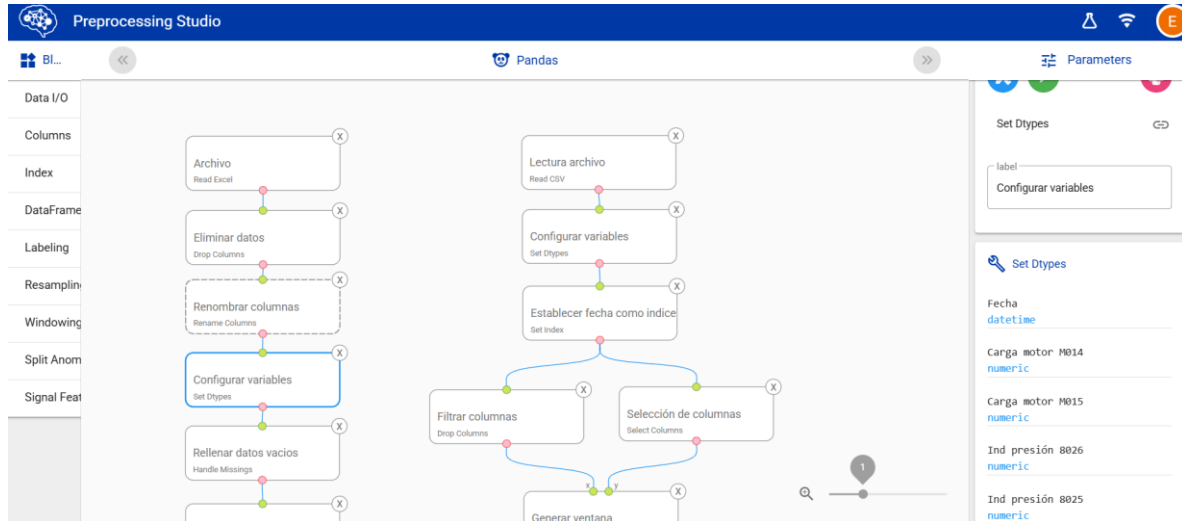 Preprocessing Studio
E
Bl...
«
Pandas
»
Parameters
Data I/O
Columns
Index
DataFrame
Labeling
Resampling
Windowing
Split Anom
Signal Feat
X
Archivo
Read Excel
X
Eliminar datos
Drop Columns
X
Renombrar columnas
Rename Columns
X
Configurar variables
Set Dtypes
X
Rellenar datos vacios
Handle Missings
X
X
Lectura archivo
Read CSV
X
Configurar variables
Set Dtypes
X
Establecer fecha como indice
Set Index
X
Filtrar columnas
Drop Columns
X
Selección de columnas
Select Columns
x y
X
Generar ventana
1
Set Dtypes
label
Configurar variables
Set Dtypes
Fecha
datetime
Carga motor M014
numeric
Carga motor M015
numeric
Ind presión 8026
numeric
Ind presión 8025
numeric